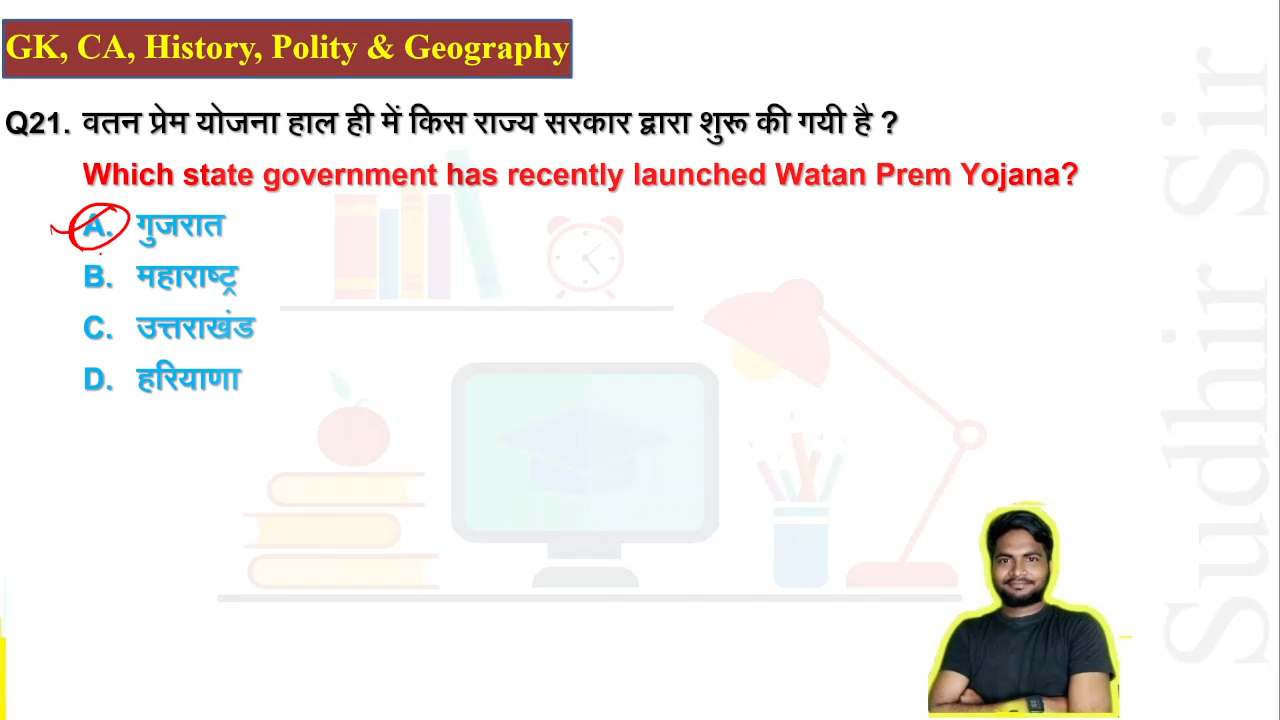 GK, CA, History, Polity & Geography
Q21. वतन प्रेम योजना हाल ही में किस राज्य सरकार द्वारा शुरू की गयी है ?
Which state government has recently launched Watan Prem Yojana?
A. गुजरात
B. महाराष्ट्र
C. उत्तराखंड
D. हरियाणा
Sudhir Sir